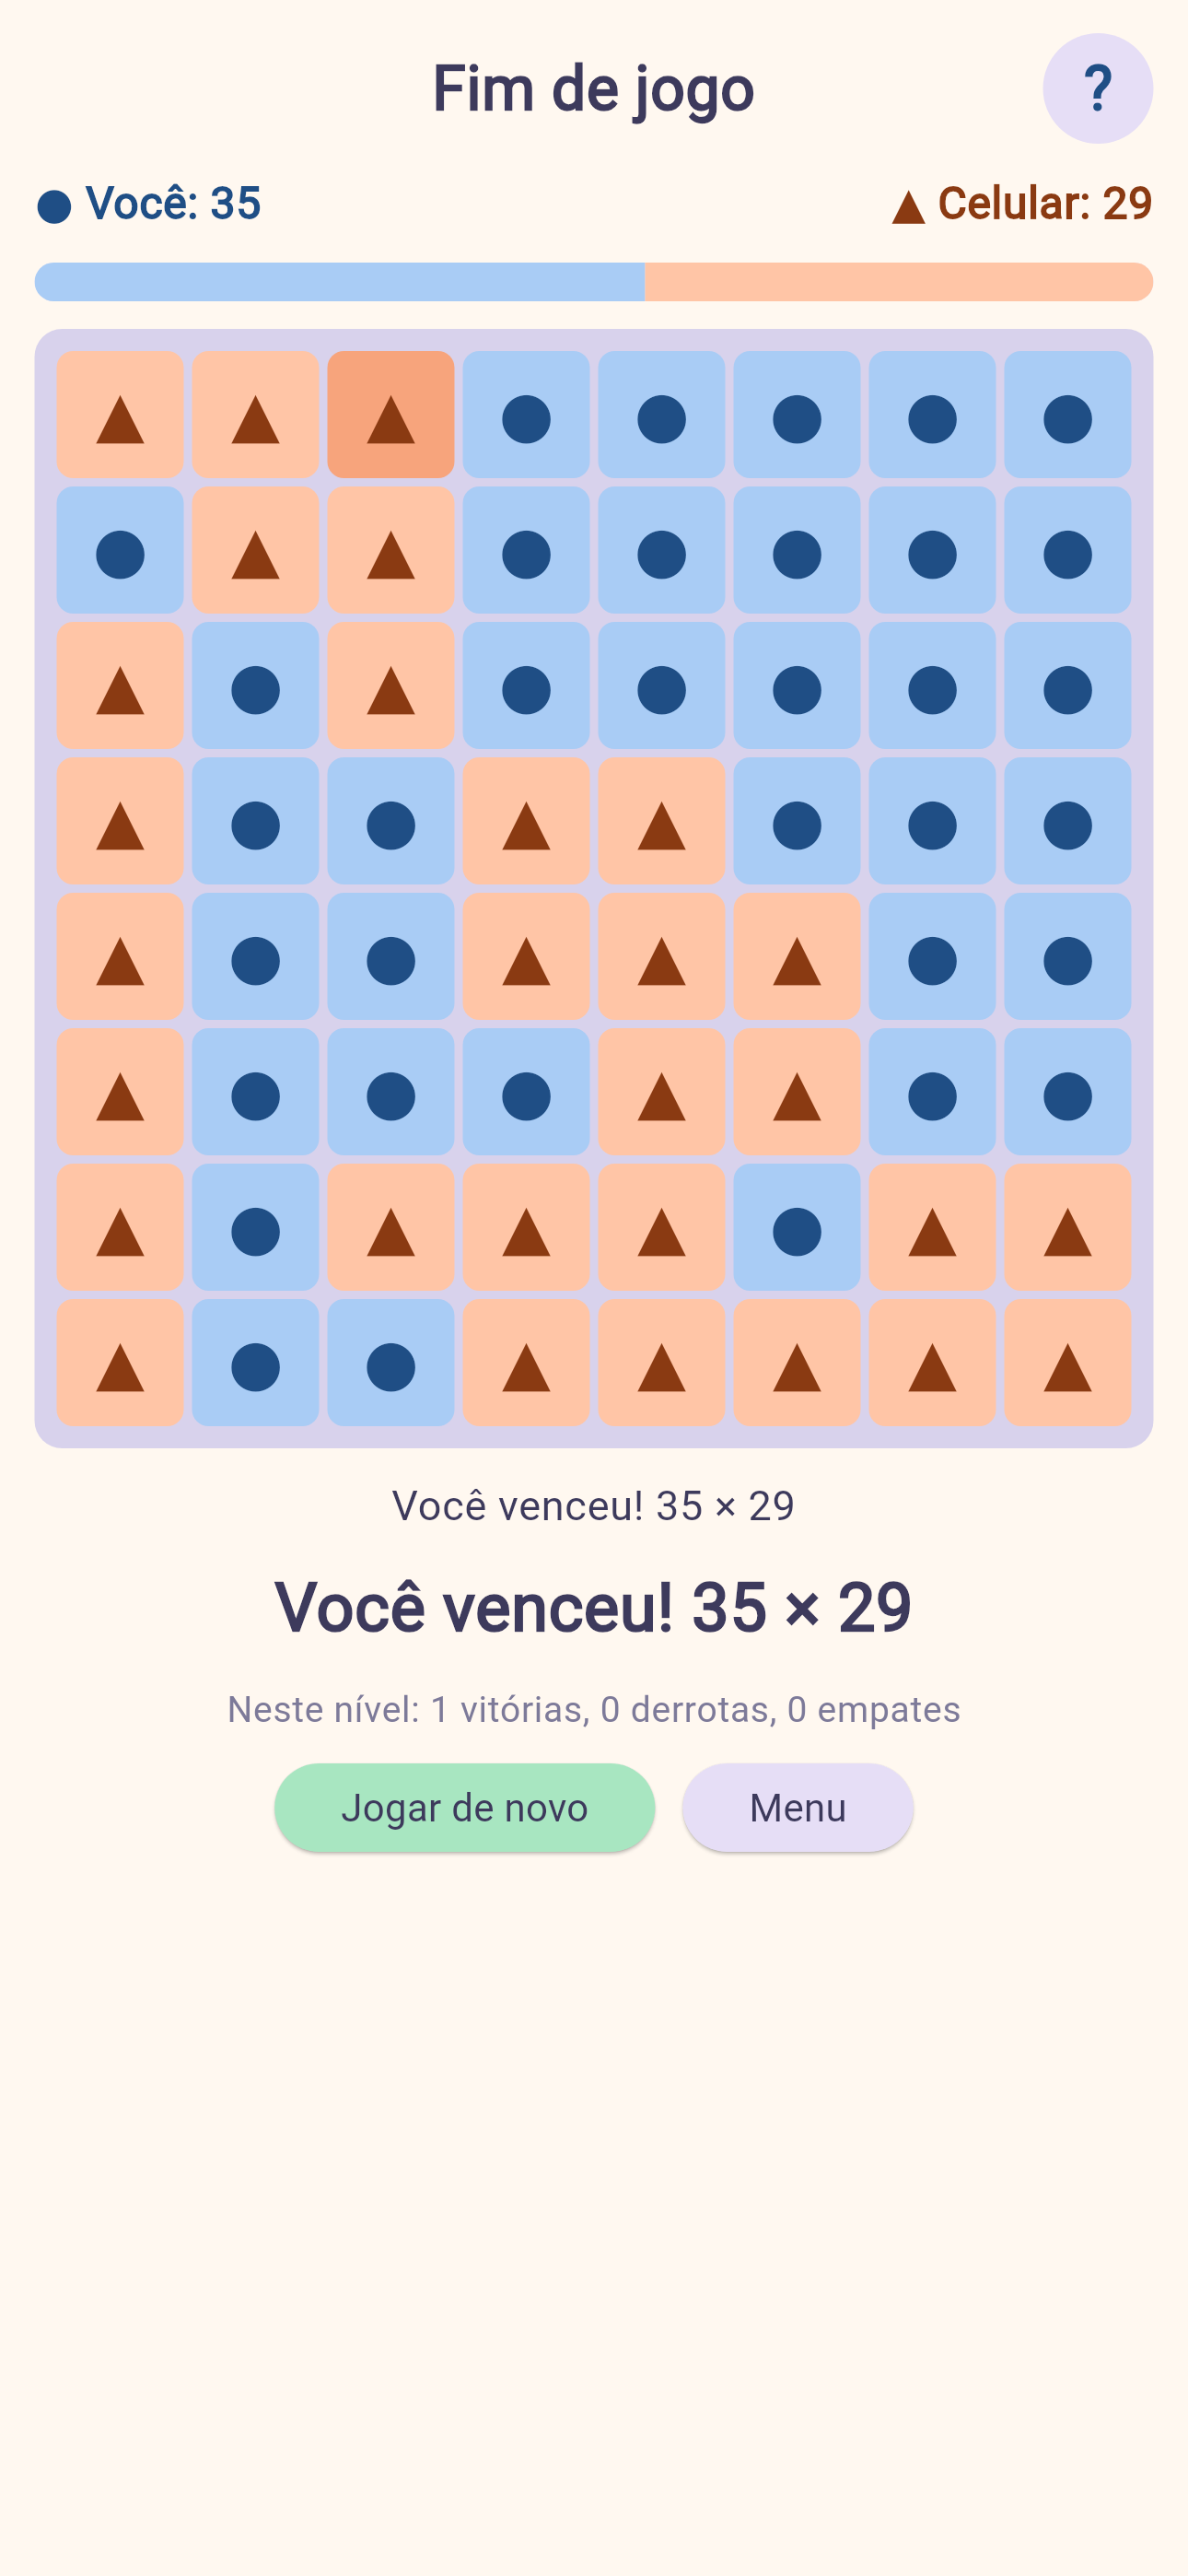 Fim de jogo ?
Você: 35 Celular: 29
Você venceu! 35 × 29
Você venceu! 35 × 29
Neste nível: 1 vitórias, 0 derrotas, 0 empates
Jogar de novo Menu